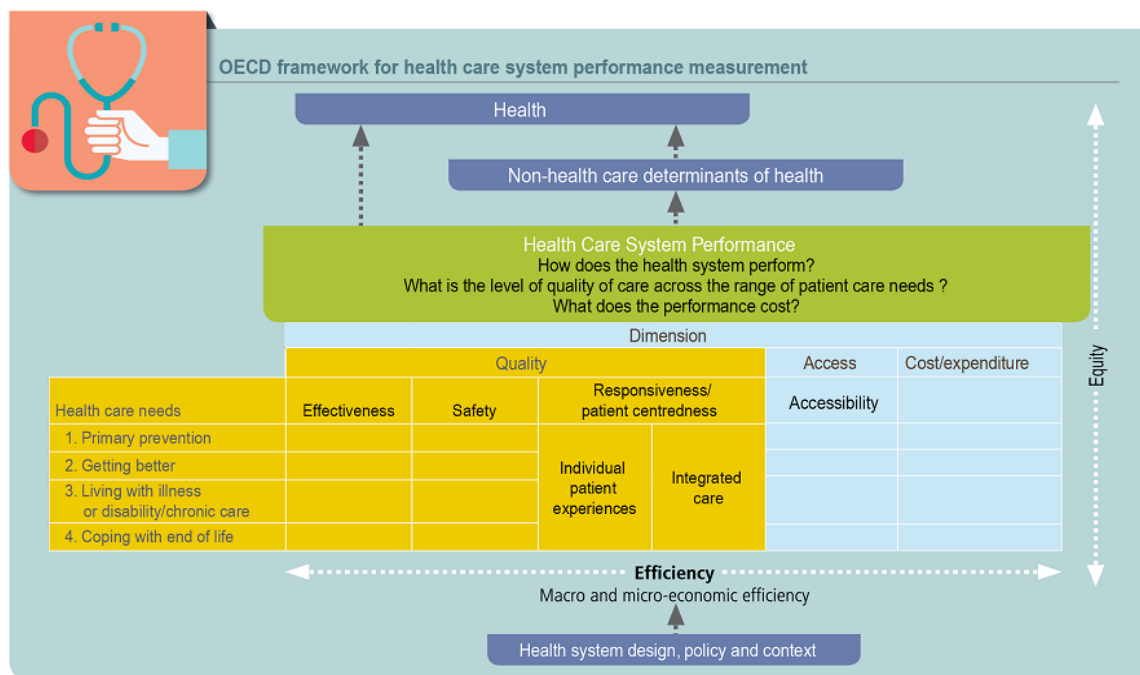 OECD framework for health care system performance measurement
Health
Non-health care determinants of health
Health Care System Performance
How does the health system perform?
What is the level of quality of care across the range of patient care needs ?
What does the performance cost?
Dimension
Quality
Access
Cost/expenditure
Health care needs
Effectiveness
Safety
Responsiveness/
patient centredness
Accessibility
1. Primary prevention
2. Getting better
3. Living with illness
or disability/chronic care
4. Coping with end of life
Individual
patient
experiences
Integrated
care
Equity
Efficiency
Macro and micro-economic efficiency
Health system design, policy and context